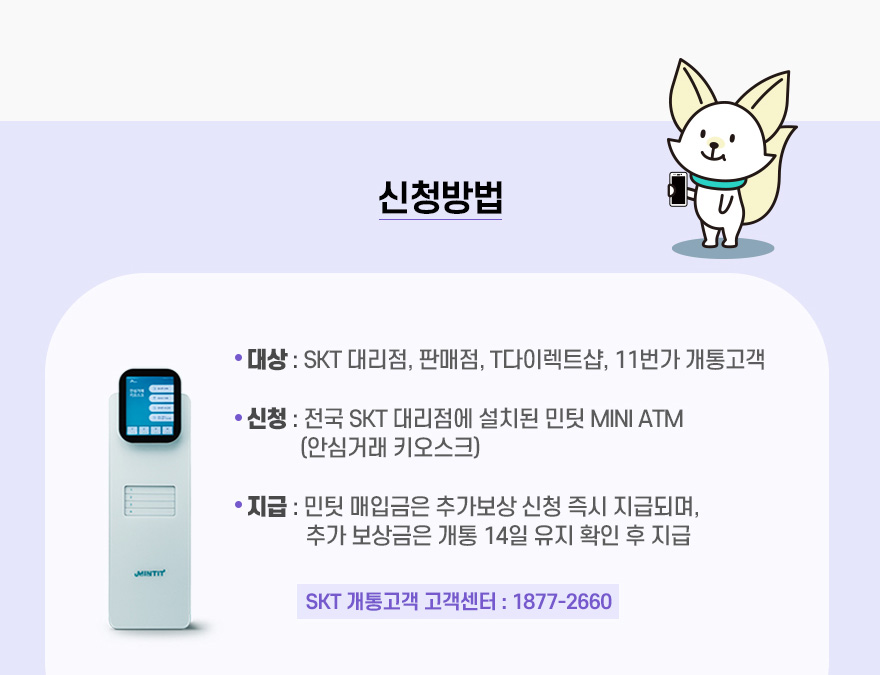 신청방법
• 대상 : SKT 대리점, 판매점, T다이렉트샵, 11번가 개통고객
• 신청 : 전국 SKT 대리점에 설치된 민팃 MINI ATM
(안심거래 키오스크)
• 지급 : 민팃 매입금은 추가보상 신청 즉시 지급되며,
추가 보상금은 개통 14일 유지 확인 후 지급
MINTIT
SKT 개통고객 고객센터 : 1877-2660